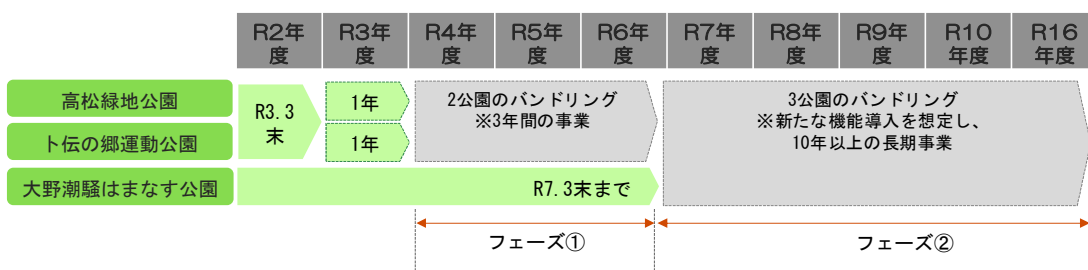 R2年
度
R3年
度
R4年
度
R5年
度
R6年
度
R7年
度
R8年
度
R9年
度
R10
年度
R16
年度
高松緑地公園
卜伝の郷運動公園
大野潮騒はまなす公園
R3.3
末
1年
1年
2公園のバンドリング
※3年間の事業
3公園のバンドリング
※新たな機能導入を想定し、
10年以上の長期事業
R7.3末まで
フェーズ①
フェーズ②